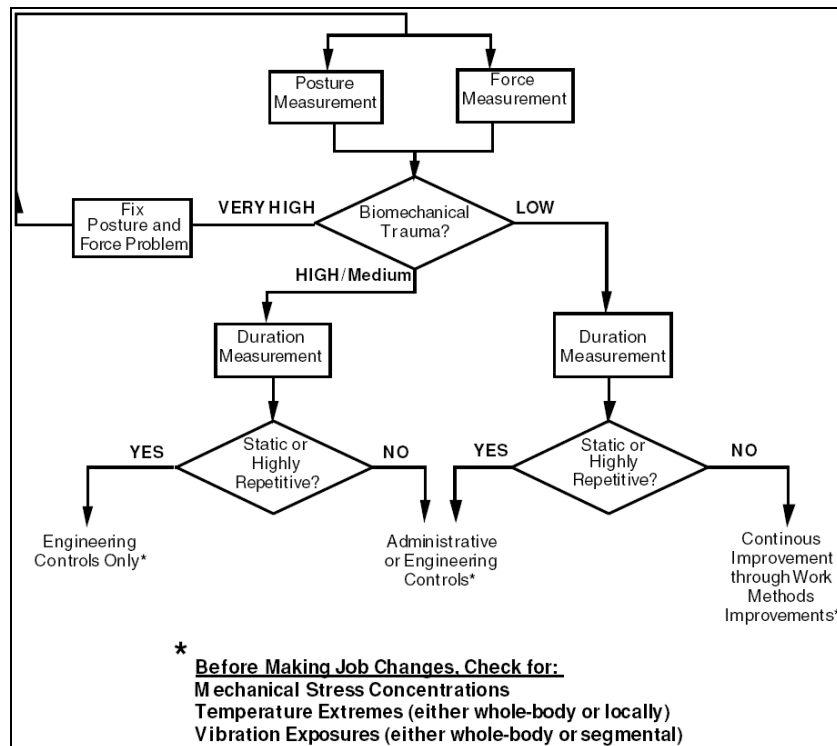 Posture
Measurement
Force
Measurement
Biomechanical
Trauma?
VERY HIGH
LOW
Fix
Posture and
Force Problem
HIGH/Medium
Duration
Measurement
Duration
Measurement
Static or
Highly
Repetitive?
YES
NO
Static or
Highly
Repetitive?
YES
NO
Engineering
Controls Only*
Administrative
or Engineering
Controls*
Continous
Improvement
through Work
Methods
Improvements*
*
Before Making Job Changes, Check for:
Mechanical Stress Concentrations
Temperature Extremes (either whole-body or locally)
Vibration Exposures (either whole-body or segmental)